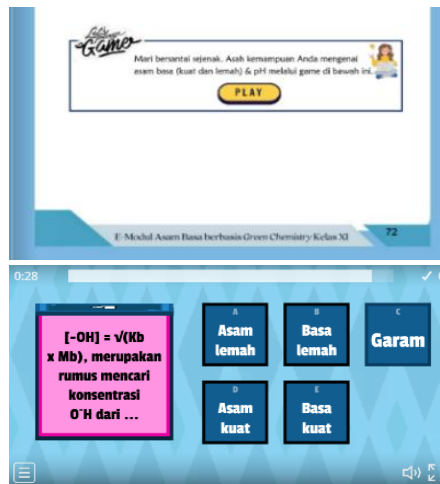 Let's
Games
Mari bersantai sejenak. Asah kemampuan Anda mengenai
asam basa (kuat dan lemah) & pH melalui game di bawah ini.
PLAY
E-Modul Asam Basa berbasis Green Chemistry Kelas XI
72
0:28
[-OH] = √(Kb
x Mb), merupakan
rumus mencari
konsentrasi
O⁻H dari ...
A
Asam
lemah
B
Basa
lemah
C
Garam
D
Asam
kuat
E
Basa
kuat